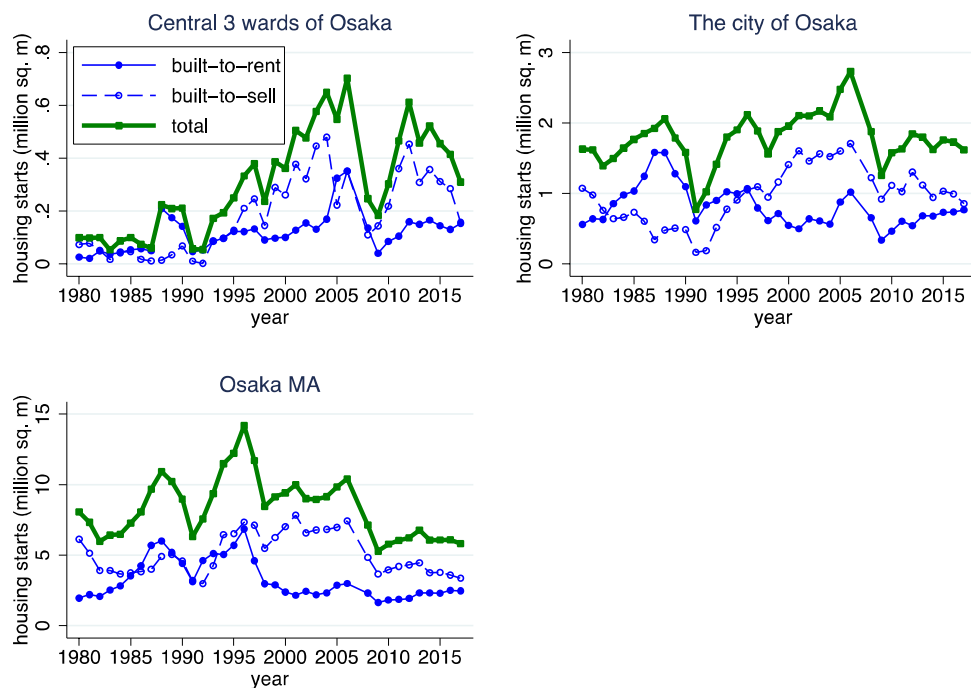 Central 3 wards of Osaka
housing starts (million sq. m)
.8
.6
.4
.2
0
built-to-rent
built-to-sell
total
1980 1985 1990 1995 2000 2005 2010 2015
year
The city of Osaka
housing starts (million sq. m)
3
2
1
0
1980 1985 1990 1995 2000 2005 2010 2015
year
Osaka MA
housing starts (million sq. m)
15
10
5
0
1980 1985 1990 1995 2000 2005 2010 2015
year